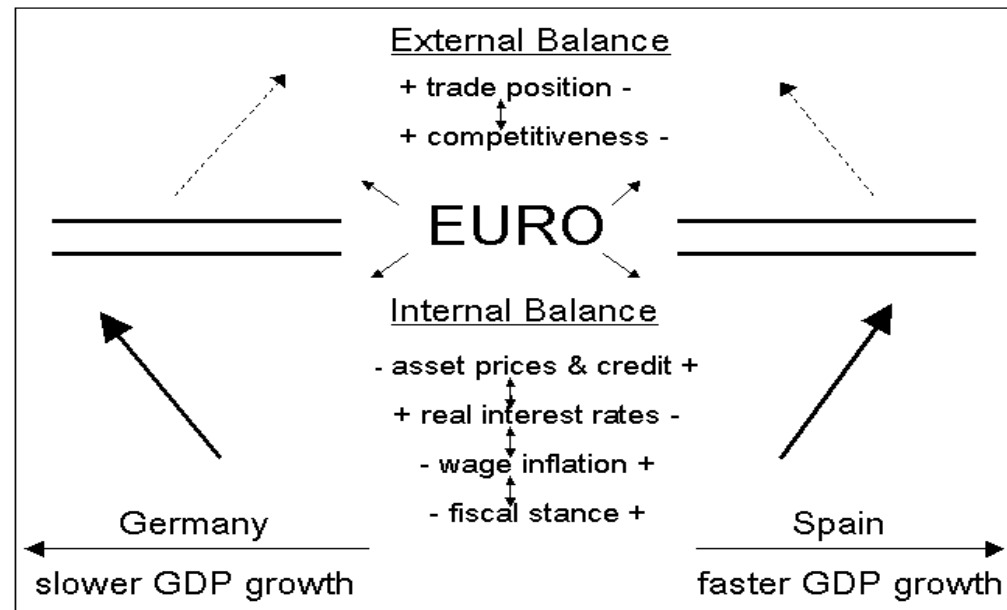 External Balance
+ trade position -
+ competitiveness -
EURO
Internal Balance
- asset prices & credit +
+ real interest rates -
- wage inflation +
- fiscal stance +
Germany
slower GDP growth
Spain
faster GDP growth